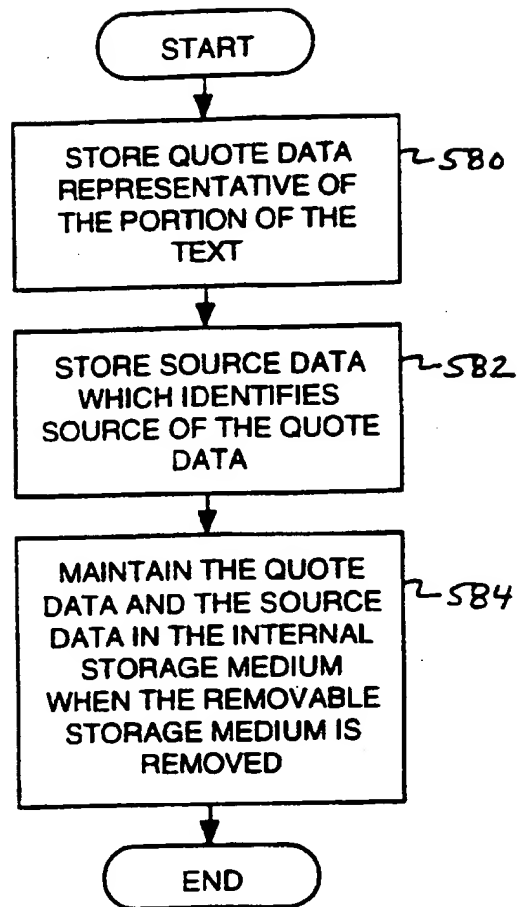 START
STORE QUOTE DATA
REPRESENTATIVE OF
THE PORTION OF THE
TEXT
580
STORE SOURCE DATA
WHICH IDENTIFIES
SOURCE OF THE QUOTE
DATA
582
MAINTAIN THE QUOTE
DATA AND THE SOURCE
DATA IN THE INTERNAL
STORAGE MEDIUM
WHEN THE REMOVABLE
STORAGE MEDIUM IS
REMOVED
584
END